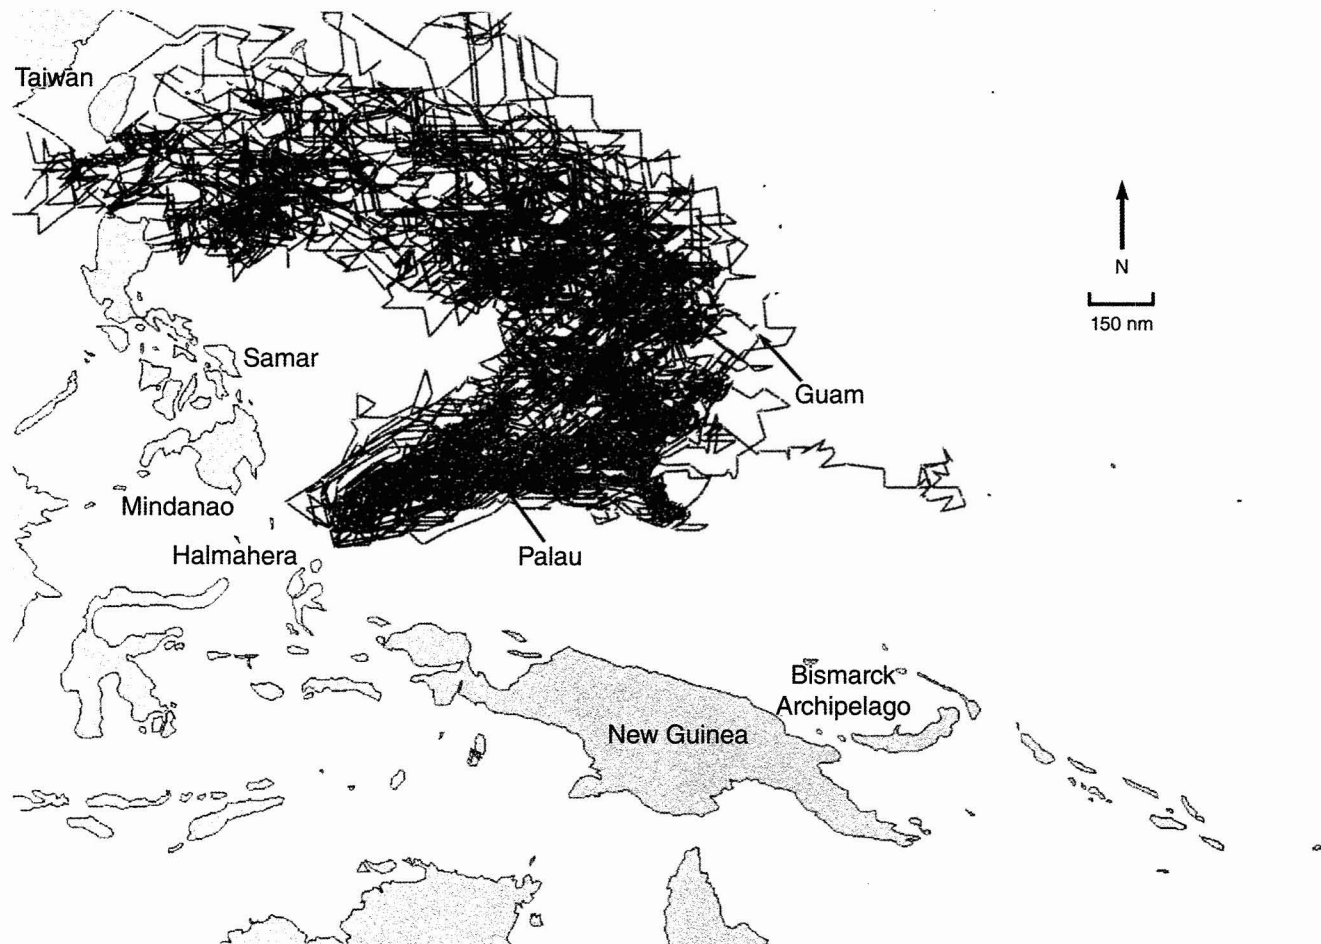 Taiwan
N
150 nm
Samar
Guam
Mindanao
Halmahera
Palau
Bismarck
Archipelago
New Guinea